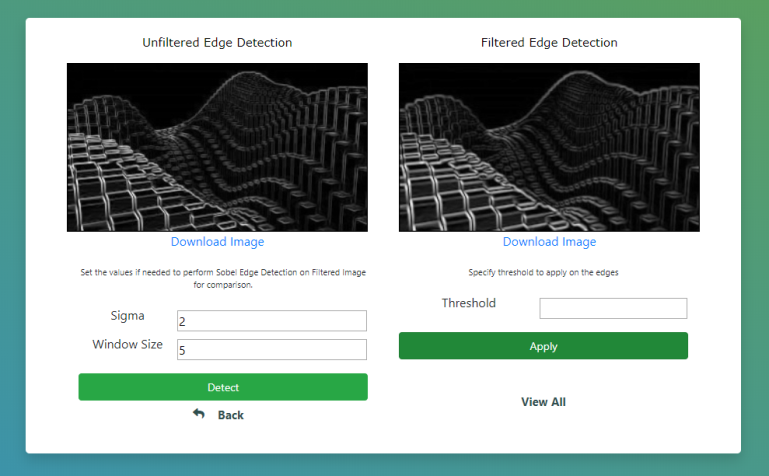 Unfiltered Edge Detection
Download Image
Set the values if needed to perform Sobel Edge Detection on Filtered Image
for comparison.
Sigma
2
Window Size
5
Detect
Back
Filtered Edge Detection
Download Image
Specify threshold to apply on the edges
Threshold
Apply
View All